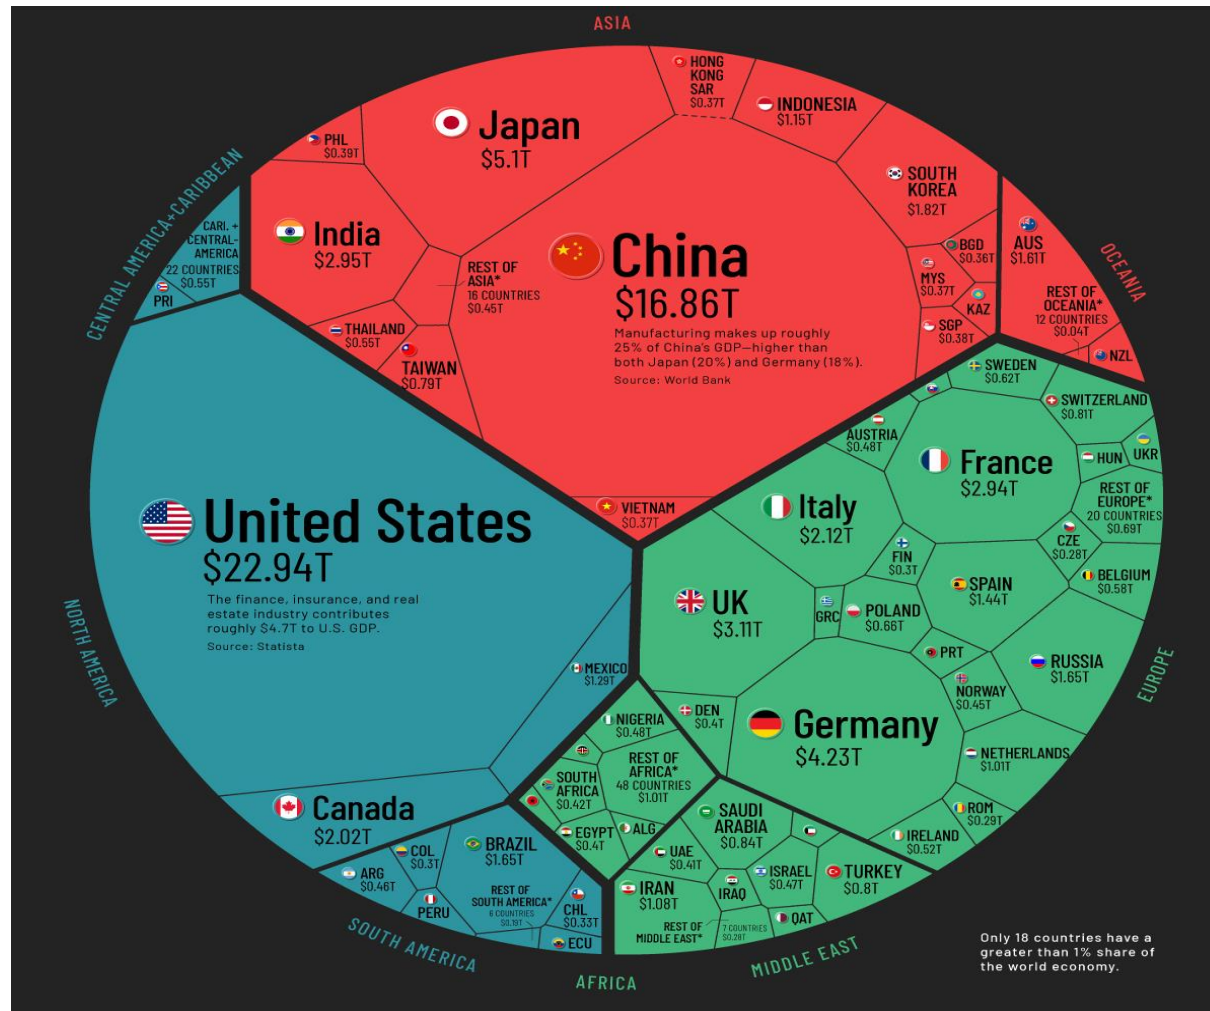 ASIA
HONG
KONG
SAR
$0.37T
INDONESIA
$1.15T
Japan
$5.1T
PHL
$0.39T
SOUTH
KOREA
$1.82T
India
$2.95T
China
$16.86T
Manufacturing makes up roughly
25% of China's GDP—higher than
both Japan (20%) and Germany (18%).
Source: World Bank
REST OF
ASIA*
16 COUNTRIES
$0.45T
BGD
$0.36T
MYS
$0.37T
KAZ
SGP
$0.38T
THAILAND
$0.55T
TAIWAN
$0.79T
VIETNAM
$0.37T
OCEANIA
AUS
$1.61T
REST OF
OCEANIA*
12 COUNTRIES
$0.04T
NZL
CENTRAL AMERICA+CARIBBEAN
CARI. +
CENTRAL-
AMERICA
22 COUNTRIES
$0.55T
PRI
NORTH AMERICA
United States
$22.94T
The finance, insurance, and real
estate industry contributes
roughly $4.7T to U.S. GDP.
Source: Statista
MEXICO
$1.29T
Canada
$2.02T
EUROPE
SWEDEN
$0.62T
SWITZERLAND
$0.81T
AUSTRIA
$0.48T
France
$2.94T
HUN
UKR
REST OF
EUROPE*
20 COUNTRIES
$0.69T
Italy
$2.12T
CZE
$0.28T
FIN
$0.3T
BELGIUM
$0.58T
SPAIN
$1.44T
UK
$3.11T
GRC
POLAND
$0.66T
PRT
RUSSIA
$1.65T
NORWAY
$0.45T
DEN
$0.4T
Germany
$4.23T
NETHERLANDS
$1.01T
ROM
$0.29T
IRELAND
$0.52T
NIGERIA
$0.48T
REST OF
AFRICA*
48 COUNTRIES
$1.01T
SOUTH
AFRICA
$0.42T
EGYPT
$0.4T
ALG
AFRICA
SAUDI
ARABIA
$0.84T
UAE
$0.41T
ISRAEL
$0.47T
TURKEY
$0.8T
IRAN
$1.08T
IRAQ
QAT
REST OF
MIDDLE EAST*
7 COUNTRIES
$0.28T
MIDDLE EAST
BRAZIL
$1.65T
COL
$0.3T
ARG
$0.46T
PERU
REST OF
SOUTH AMERICA*
6 COUNTRIES
$0.19T
CHL
$0.33T
ECU
SOUTH AMERICA
Only 18 countries have a
greater than 1% share of
the world economy.